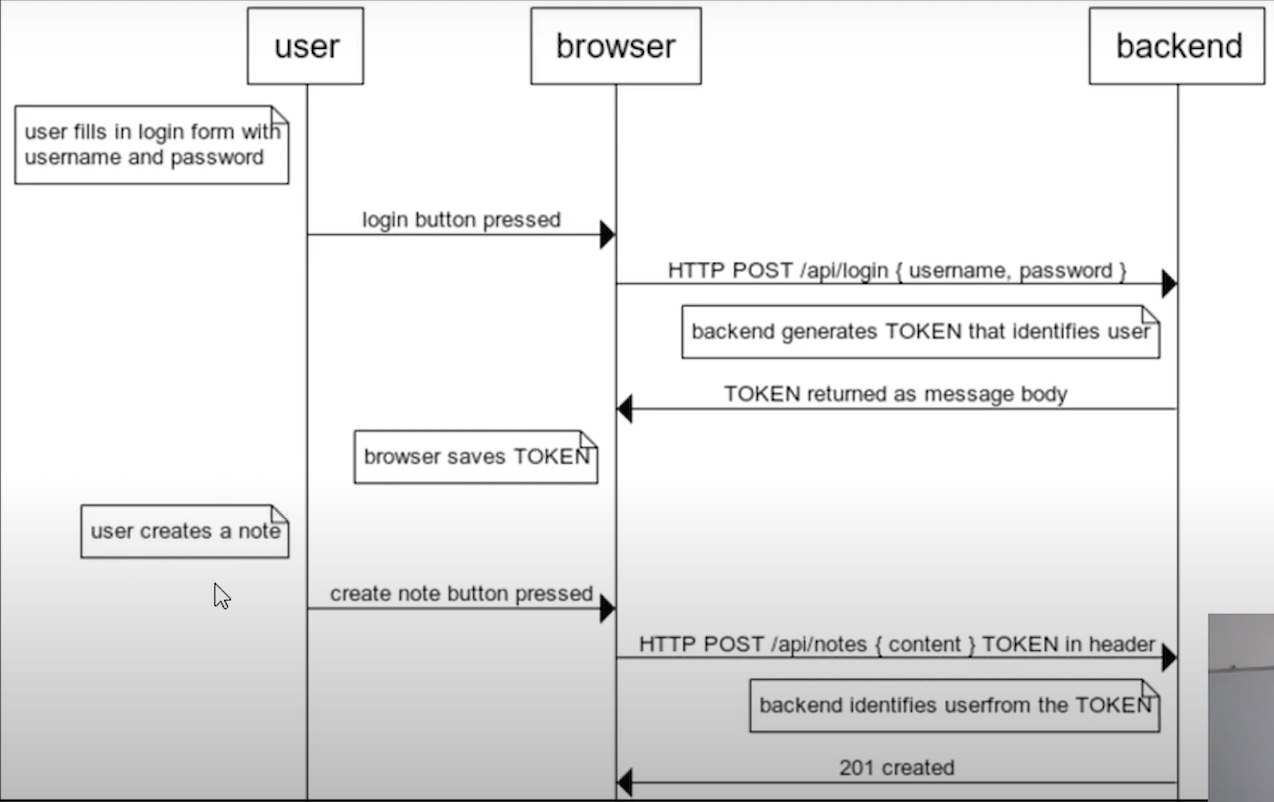 user
browser
backend
user fills in login form with
username and password
login button pressed
HTTP POST /api/login { username, password }
backend generates TOKEN that identifies user
TOKEN returned as message body
browser saves TOKEN
user creates a note
create note button pressed
HTTP POST /api/notes { content } TOKEN in header
backend identifies userfrom the TOKEN
201 created